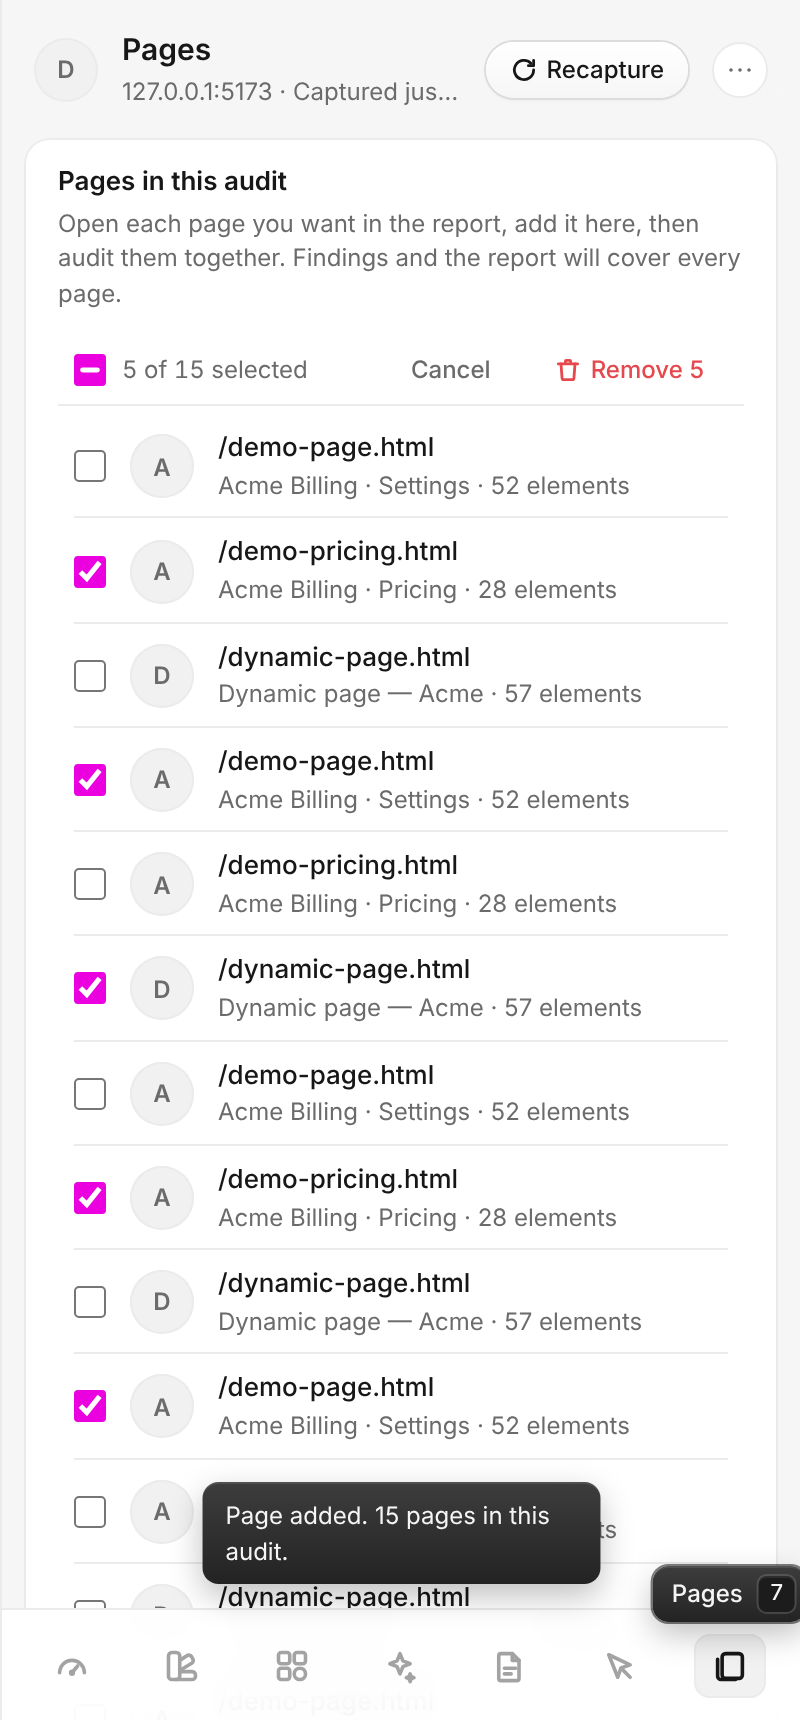 D
Pages
127.0.0.1:5173 · Captured jus...
Recapture
Pages in this audit
Open each page you want in the report, add it here, then
audit them together. Findings and the report will cover every
page.
5 of 15 selected
Cancel
Remove 5
A
/demo-page.html
Acme Billing · Settings · 52 elements
A
/demo-pricing.html
Acme Billing · Pricing · 28 elements
D
/dynamic-page.html
Dynamic page — Acme · 57 elements
A
/demo-page.html
Acme Billing · Settings · 52 elements
A
/demo-pricing.html
Acme Billing · Pricing · 28 elements
D
/dynamic-page.html
Dynamic page — Acme · 57 elements
A
/demo-page.html
Acme Billing · Settings · 52 elements
A
/demo-pricing.html
Acme Billing · Pricing · 28 elements
D
/dynamic-page.html
Dynamic page — Acme · 57 elements
A
/demo-page.html
Acme Billing · Settings · 52 elements
A
Page added. 15 pages in this
audit.
/dynamic-page.html
Pages 7
/demo-page.html